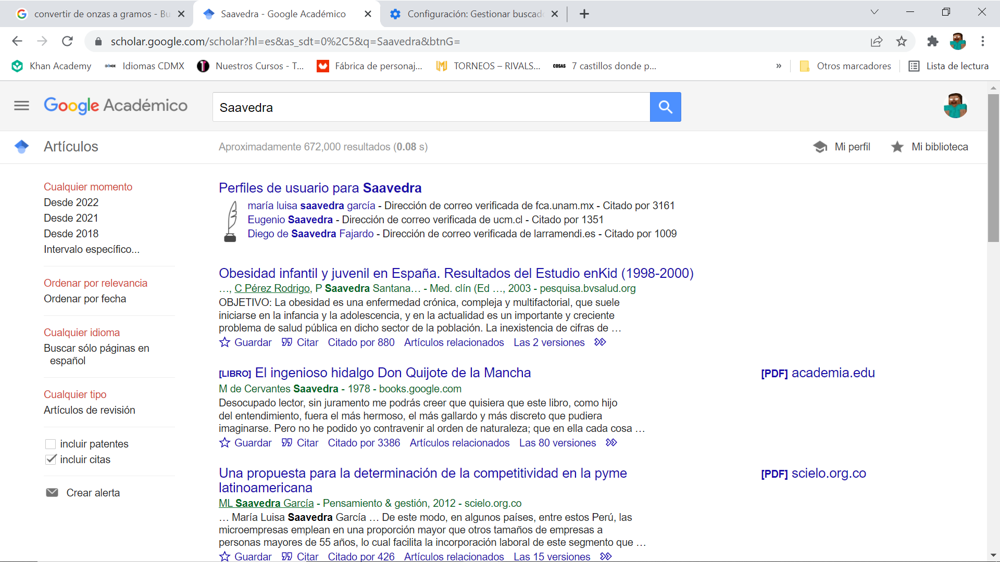 convertir de onzas a gramos - Bu
Saavedra - Google Académico
Configuración: Gestionar buscado
scholar.google.com/scholar?hl=es&as_sdt=0%2C5&q=Saavedra&btnG=
Khan Academy
Idiomas CDMX
Nuestros Cursos - T...
Fábrica de personaj...
TORNEOS – RIVALS...
COSAS 7 castillos donde p...
»
Otros marcadores
Lista de lectura
Google Académico
Saavedra
Artículos
Aproximadamente 672,000 resultados (0.08 s)
Mi perfil
Mi biblioteca
Cualquier momento
Desde 2022
Desde 2021
Desde 2018
Intervalo específico...
Ordenar por relevancia
Ordenar por fecha
Cualquier idioma
Buscar sólo páginas en
español
Cualquier tipo
Artículos de revisión
incluir patentes
incluir citas
Crear alerta
Perfiles de usuario para Saavedra
maría luisa saavedra garcía - Dirección de correo verificada de fca.unam.mx - Citado por 3161
Eugenio Saavedra - Dirección de correo verificada de ucm.cl - Citado por 1351
Diego de Saavedra Fajardo - Dirección de correo verificada de larramendi.es - Citado por 1009
Obesidad infantil y juvenil en España. Resultados del Estudio enKid (1998-2000)
…, C Pérez Rodrigo, P Saavedra Santana… - Med. clín (Ed …, 2003 - pesquisa.bvsalud.org
OBJETIVO: La obesidad es una enfermedad crónica, compleja y multifactorial, que suele
iniciarse en la infancia y la adolescencia, y en la actualidad es un importante y creciente
problema de salud pública en dicho sector de la población. La inexistencia de cifras de …
Guardar Citar Citado por 880 Artículos relacionados Las 2 versiones
[LIBRO] El ingenioso hidalgo Don Quijote de la Mancha
[PDF] academia.edu
M de Cervantes Saavedra - 1978 - books.google.com
Desocupado lector, sin juramento me podrás creer que quisiera que este libro, como hijo
del entendimiento, fuera el más hermoso, el más gallardo y más discreto que pudiera
imaginarse. Pero no he podido yo contravenir al orden de naturaleza; que en ella cada cosa …
Guardar Citar Citado por 3386 Artículos relacionados Las 80 versiones
Una propuesta para la determinación de la competitividad en la pyme
latinoamericana
[PDF] scielo.org.co
ML Saavedra García - Pensamiento & gestión, 2012 - scielo.org.co
… María Luisa Saavedra García … De este modo, en algunos países, entre estos Perú, las
microempresas emplean en una proporción mayor que otros tamaños de empresas a
personas mayores de 55 años, lo cual facilita la incorporación laboral de este segmento que …
Guardar Citar Citado por 426 Artículos relacionados Las 15 versiones